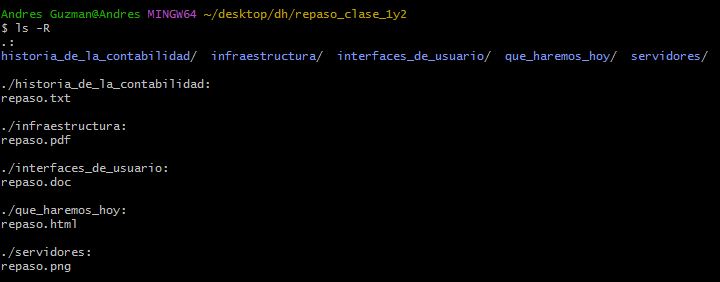 Andres Guzman@Andres MINGW64 ~/desktop/dh/repaso_clase_1y2
$ ls -R
.:
historia_de_la_contabilidad/  infraestructura/  interfaces_de_usuario/  que_haremos_hoy/  servidores/

./historia_de_la_contabilidad:
repaso.txt

./infraestructura:
repaso.pdf

./interfaces_de_usuario:
repaso.doc

./que_haremos_hoy:
repaso.html

./servidores:
repaso.png